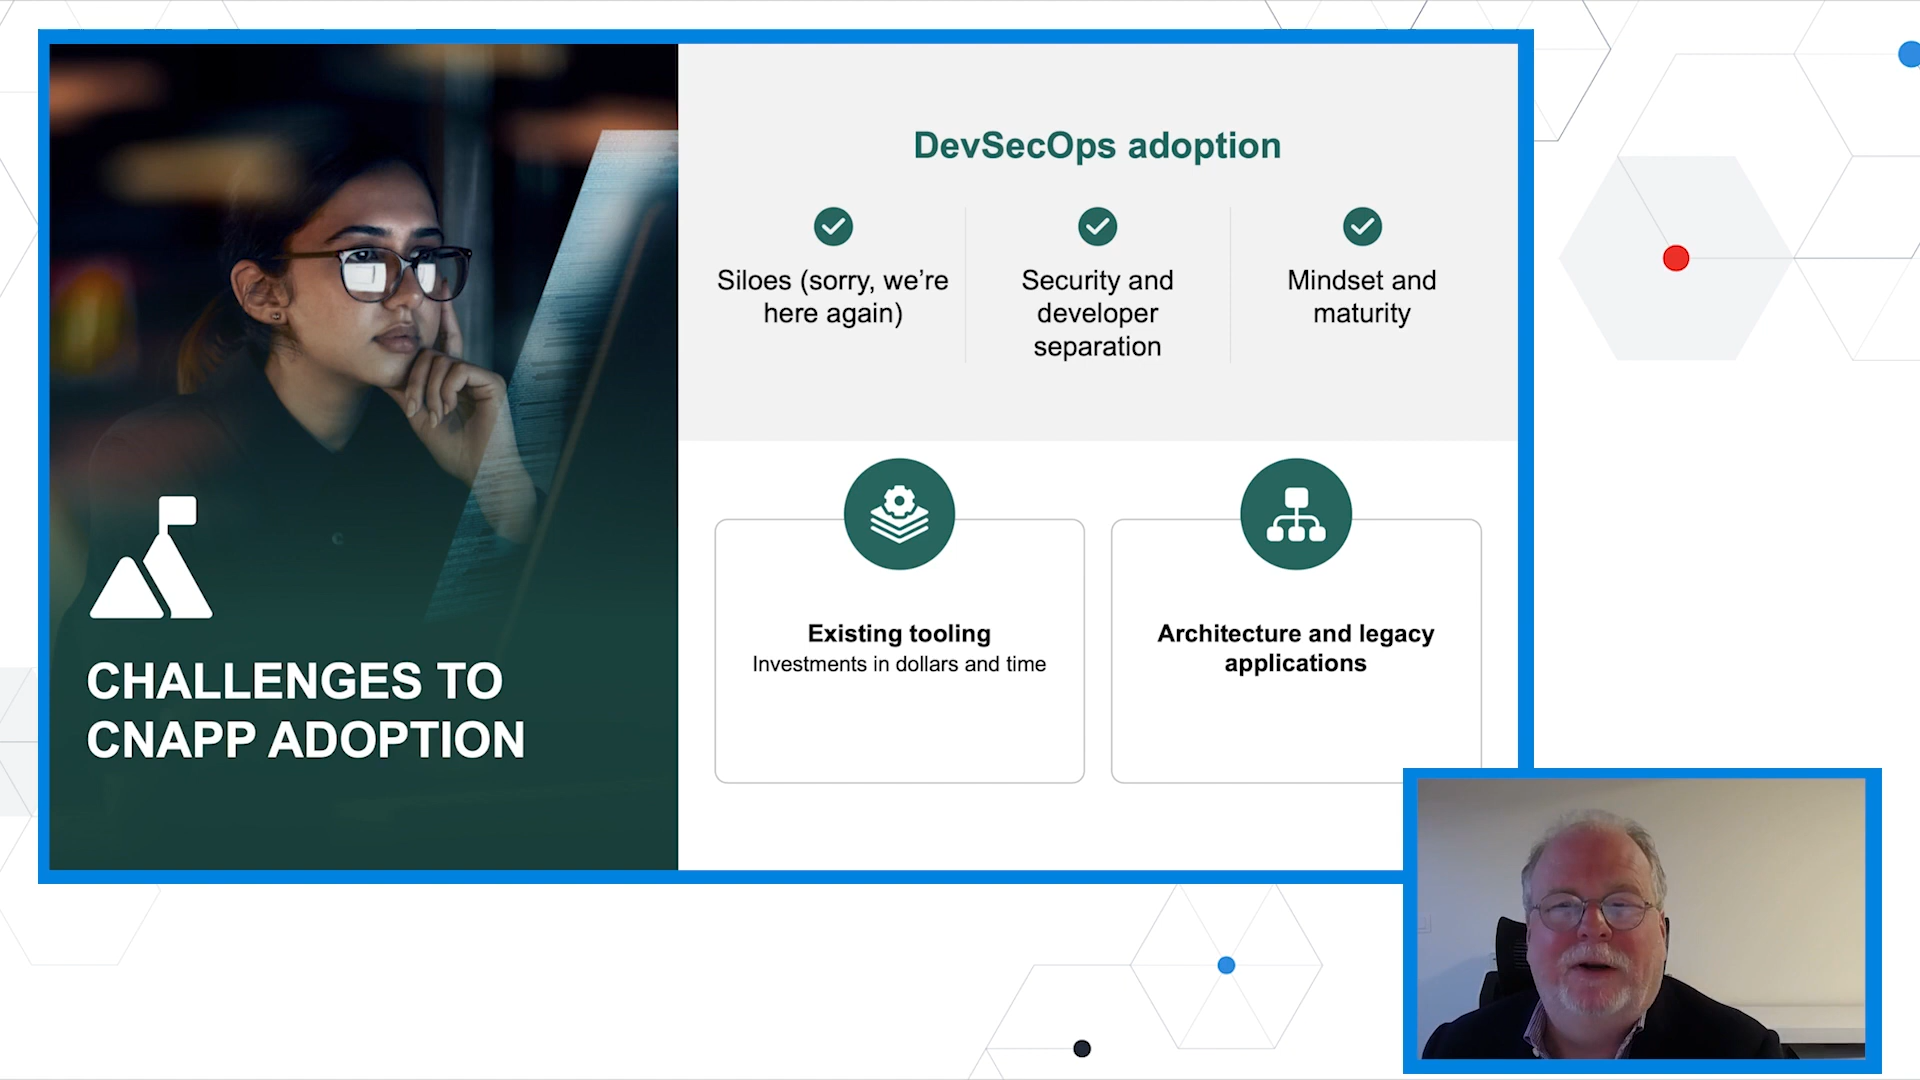 CHALLENGES TO
CNAPP ADOPTION
DevSecOps adoption
Siloes (sorry, we’re
here again)
Security and
developer
separation
Mindset and
maturity
Existing tooling
Investments in dollars and time
Architecture and legacy
applications